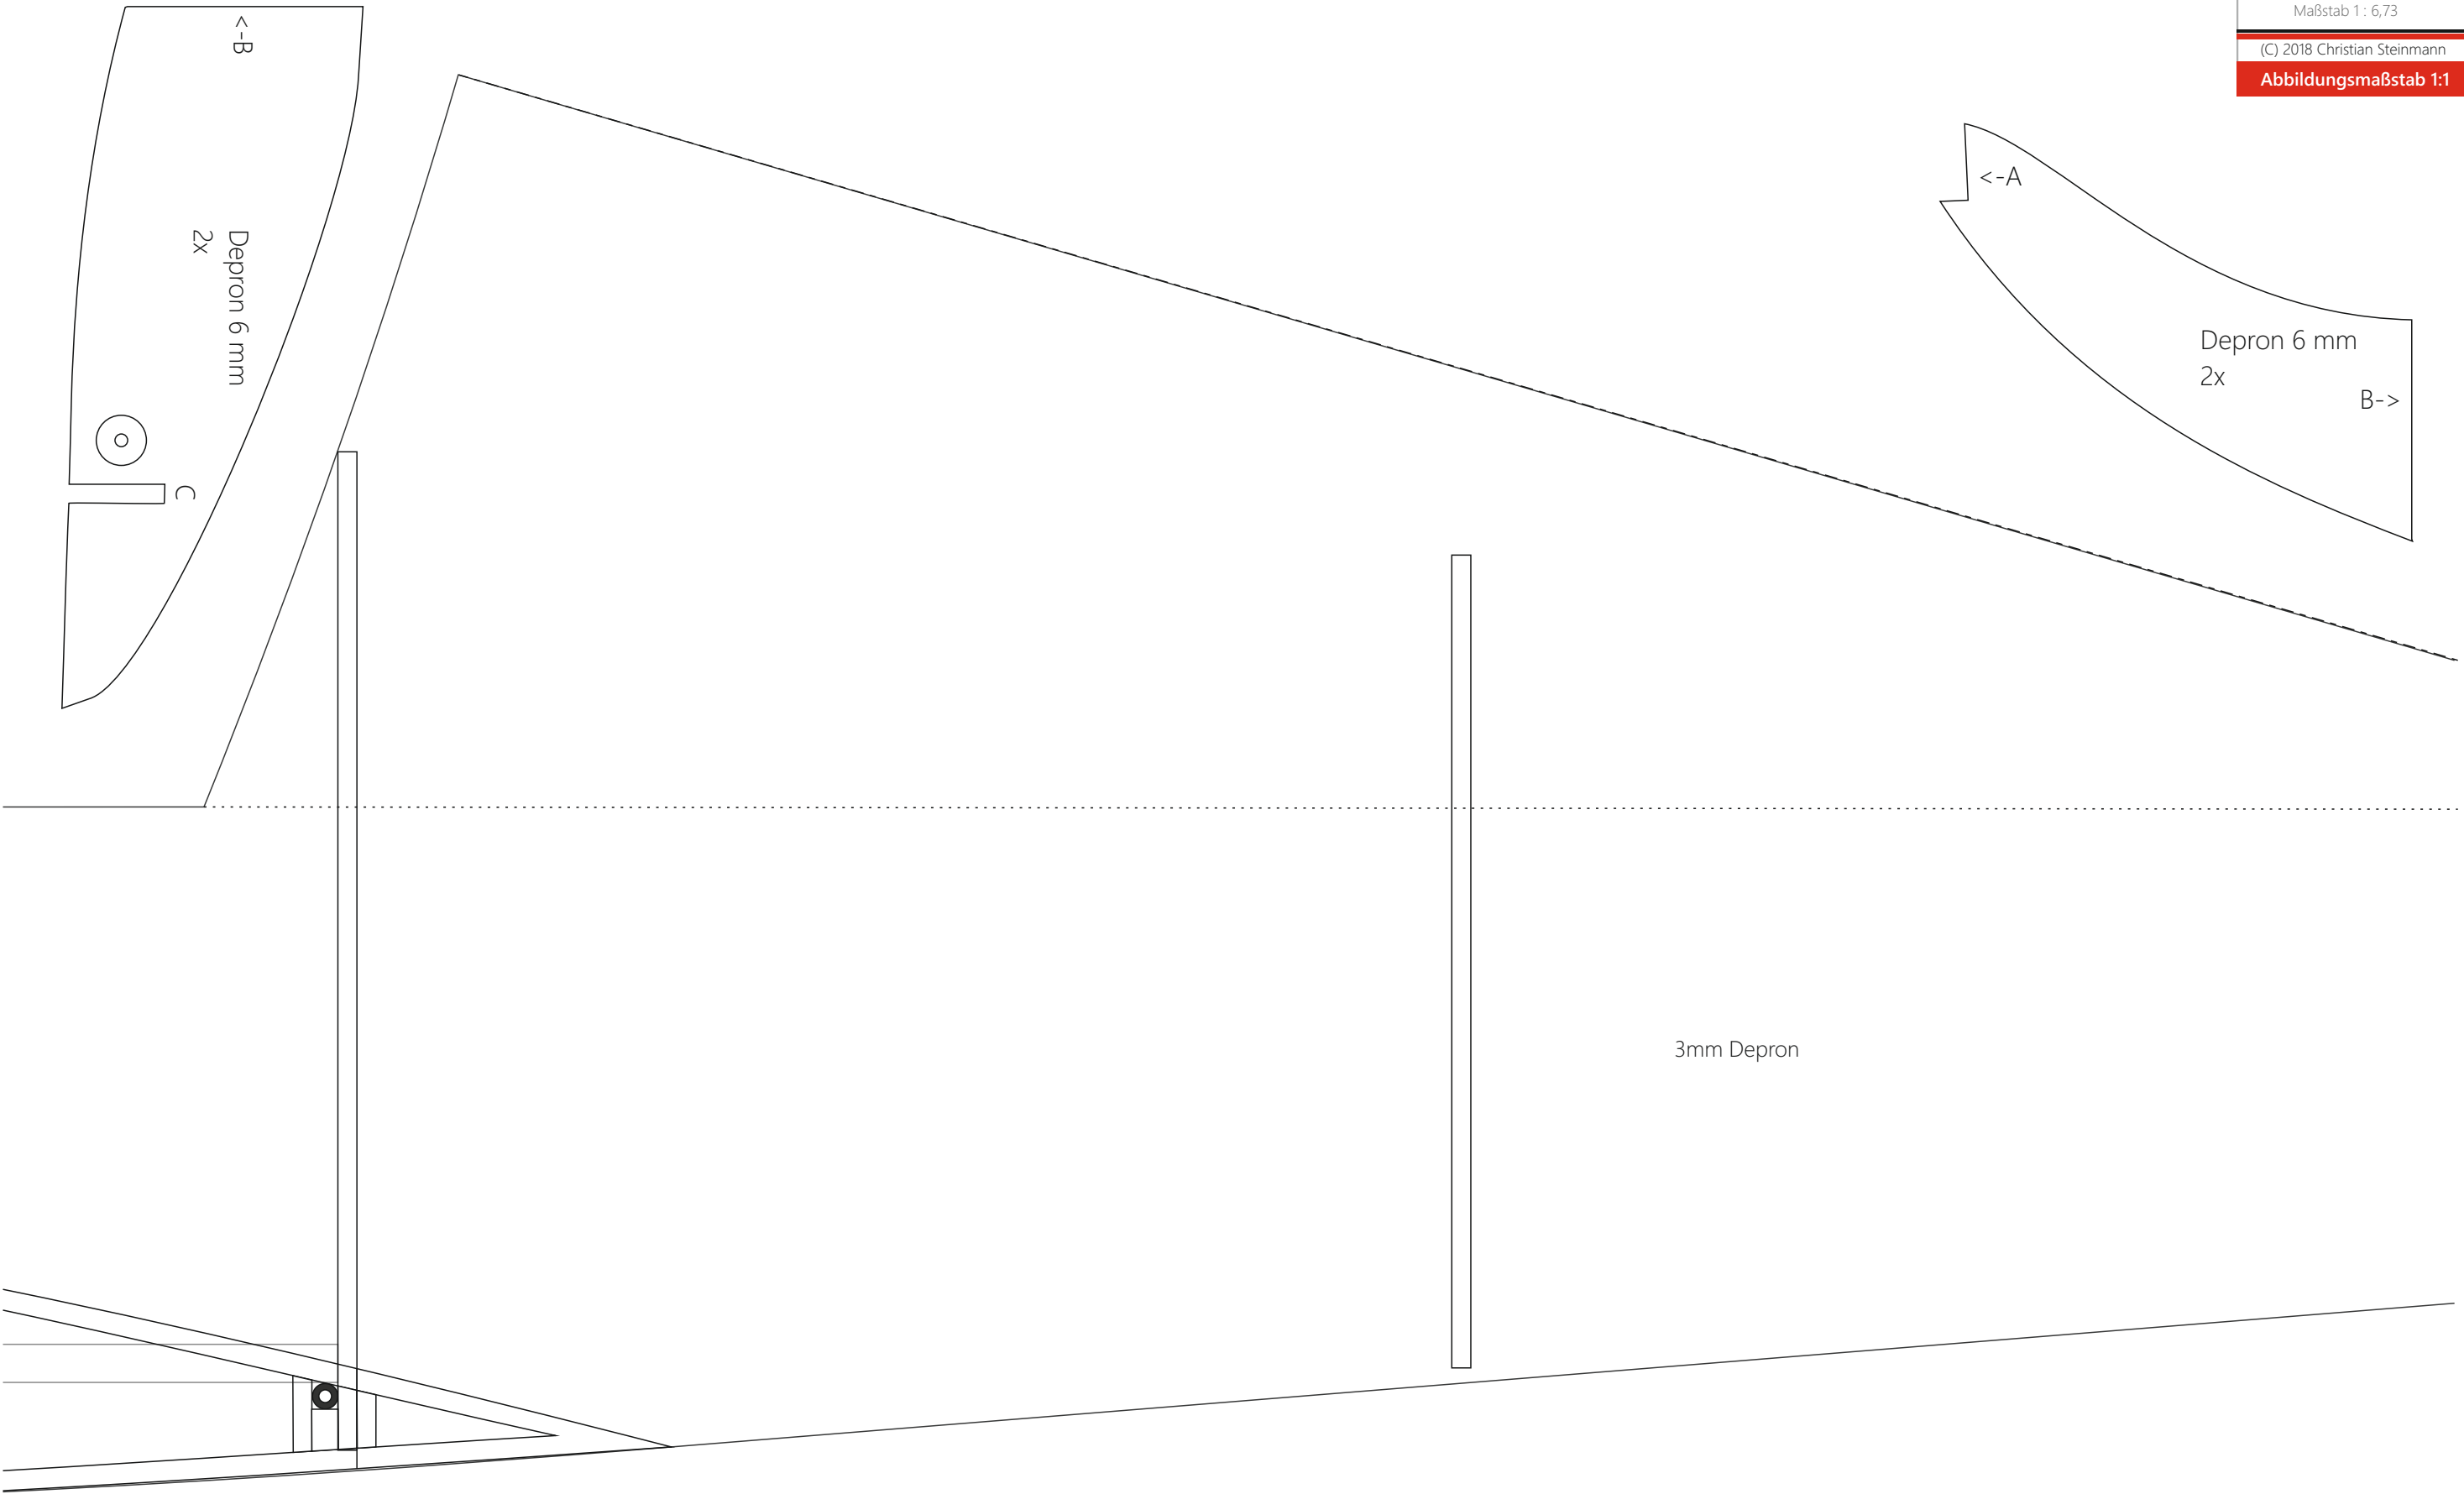 Maßstab 1 : 6,73
(C) 2018 Christian Steinmann
Abbildungsmaßstab 1:1
<-B
Depron 6 mm
2x
C
<-A
Depron 6 mm
2x
B->
3mm Depron